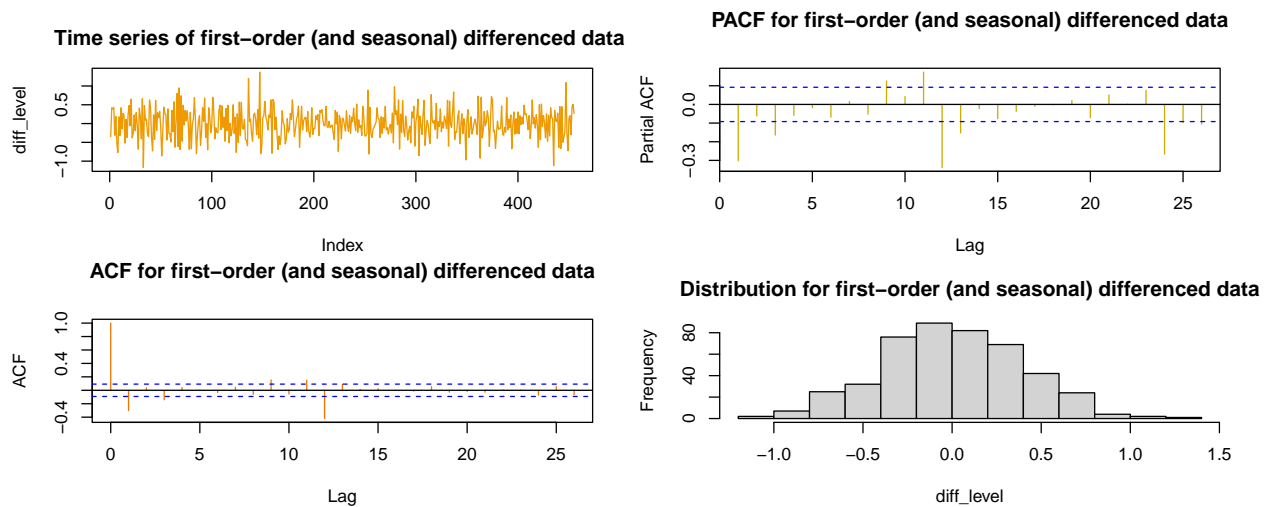 Time series of first−order (and seasonal) differenced data
diff_level
0.5
−1.0
0 100 200 300 400
Index
PACF for first−order (and seasonal) differenced data
Partial ACF
0.0
−0.3
0 5 10 15 20 25
Lag
ACF for first−order (and seasonal) differenced data
ACF
1.0
0.4
−0.4
0 5 10 15 20 25
Lag
Distribution for first−order (and seasonal) differenced data
Frequency
80
40
0
−1.0 −0.5 0.0 0.5 1.0 1.5
diff_level